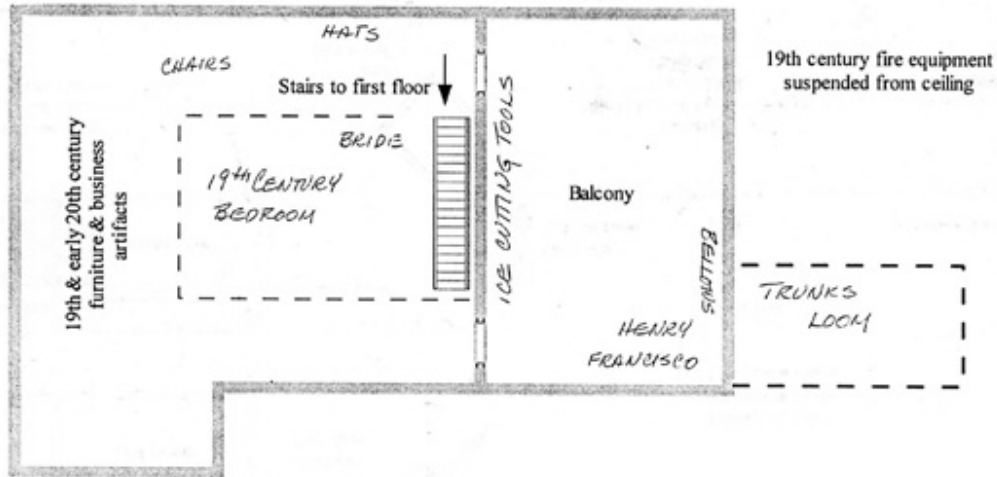 HATS
CHAIRS
Stairs to first floor
19th century fire equipment
suspended from ceiling
BRIDE
19th CENTURY
BEDROOM
19th & early 20th century
furniture & business
artifacts
ICE CUTTING TOOLS
Balcony
BELLOWS
TRUNKS
LOOM
HENRY
FRANCISCO